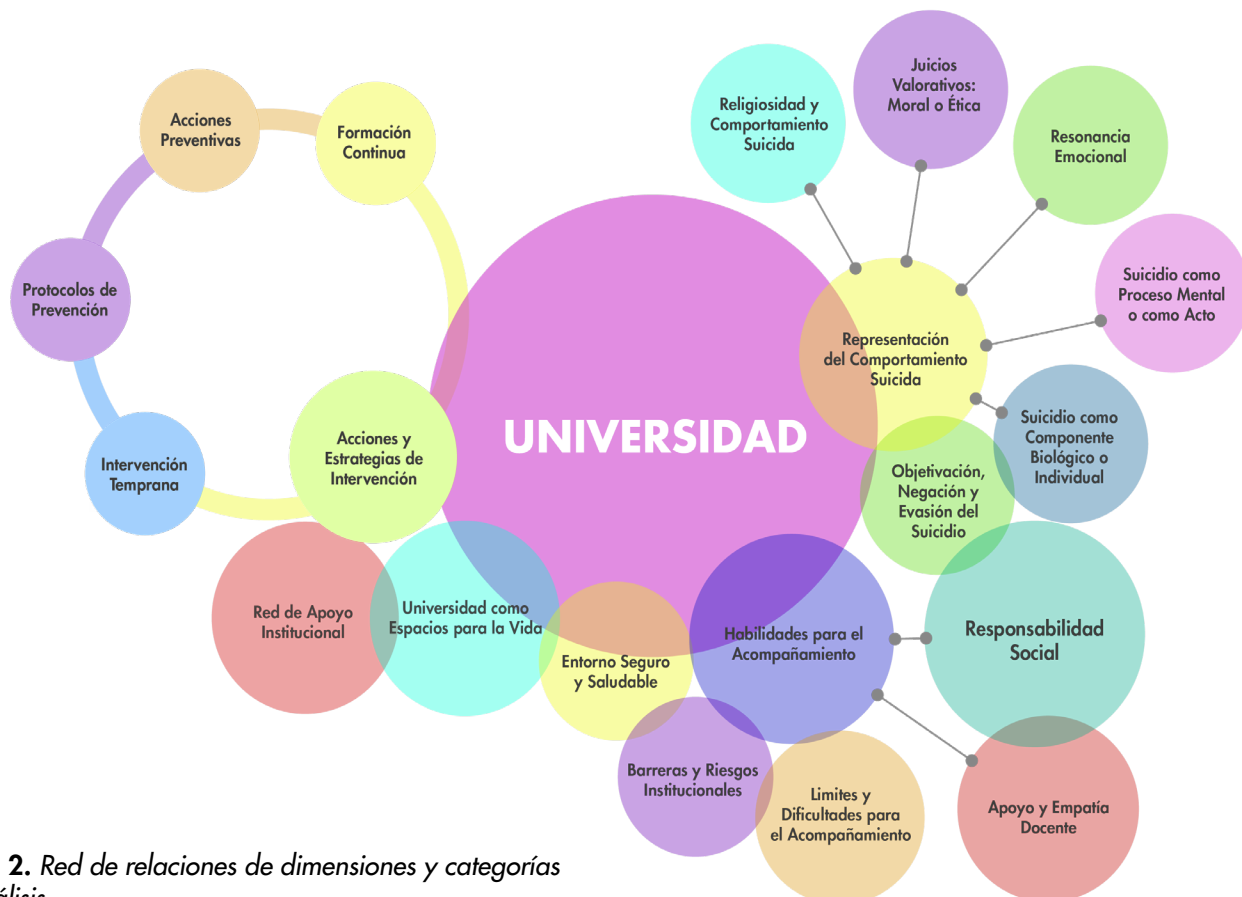 Juicios
Valorativos:
Moral o Ética
Religiosidad y
Comportamiento
Suicida
Acciones
Preventivas
Formación
Continua
Resonancia
Emocional
Suicidio como
Proceso Mental
o como Acto
Protocolos de
Prevención
Representación
del Comportamiento
Suicida
UNIVERSIDAD
Acciones y
Estrategias de
Intervención
Intervención
Temprana
Suicidio como
Componente
Biológico o
Individual
Objetivación,
Negación y
Evasión del
Suicidio
Red de Apoyo
Institucional
Universidad como
Espacios para la Vida
Entorno Seguro
y Saludable
Habilidades para el
Acompañamiento
Responsabilidad
Social
Barreras y Riesgos
Institucionales
Limites y
Dificultades para
el Acompañamiento
Apoyo y Empatía
Docente
2. Red de relaciones de dimensiones y categorías